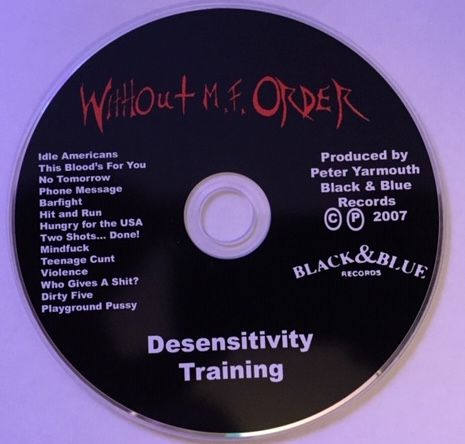 WITHOUT M.F. ORDER
Idle Americans
This Blood's For You
No Tomorrow
Phone Message
Barfight
Hit and Run
Hungry for the USA
Two Shots... Done!
Mindfuck
Teenage Cunt
Violence
Who Gives A Shit?
Dirty Five
Playground Pussy
Produced by
Peter Yarmouth
Black & Blue
Records
© ℗ 2007
BLACK&BLUE
RECORDS
Desensitivity
Training